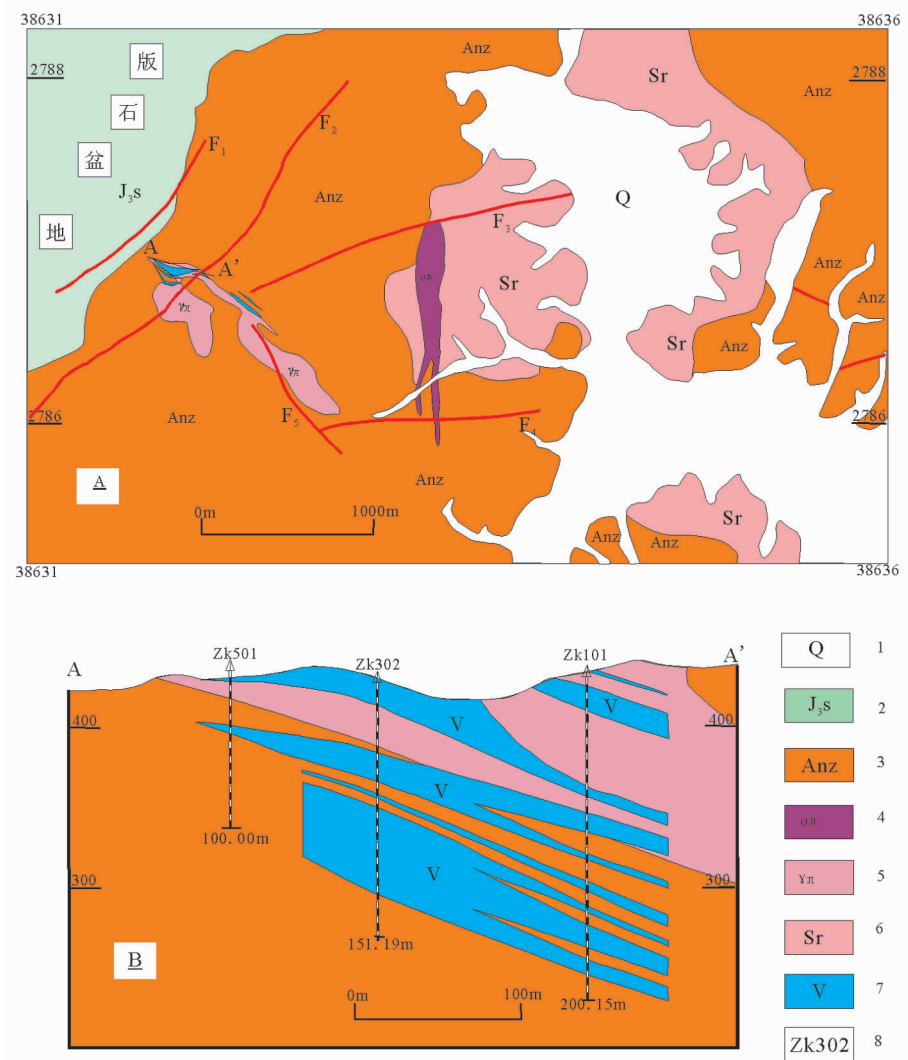 38631
38636
2788
2788
版
石
盆
地
J₃s
F₁
F₂
F₃
F₄
F₅
Anz
Anz
Anz
Anz
Anz
Anz
Anz
Anz
Anz
Anz
Anz
Sr
Sr
Sr
Sr
Q
A
A'
γπ
γπ
2786
2786
A
0m
1000m
38631
38636
A
Zk501
Zk302
Zk101
A'
400
400
300
300
V
V
V
V
100.00m
151.19m
200.15m
B
0m
100m
Q 1
J₃s 2
Anz 3
4
γπ 5
Sr 6
V 7
Zk302 8